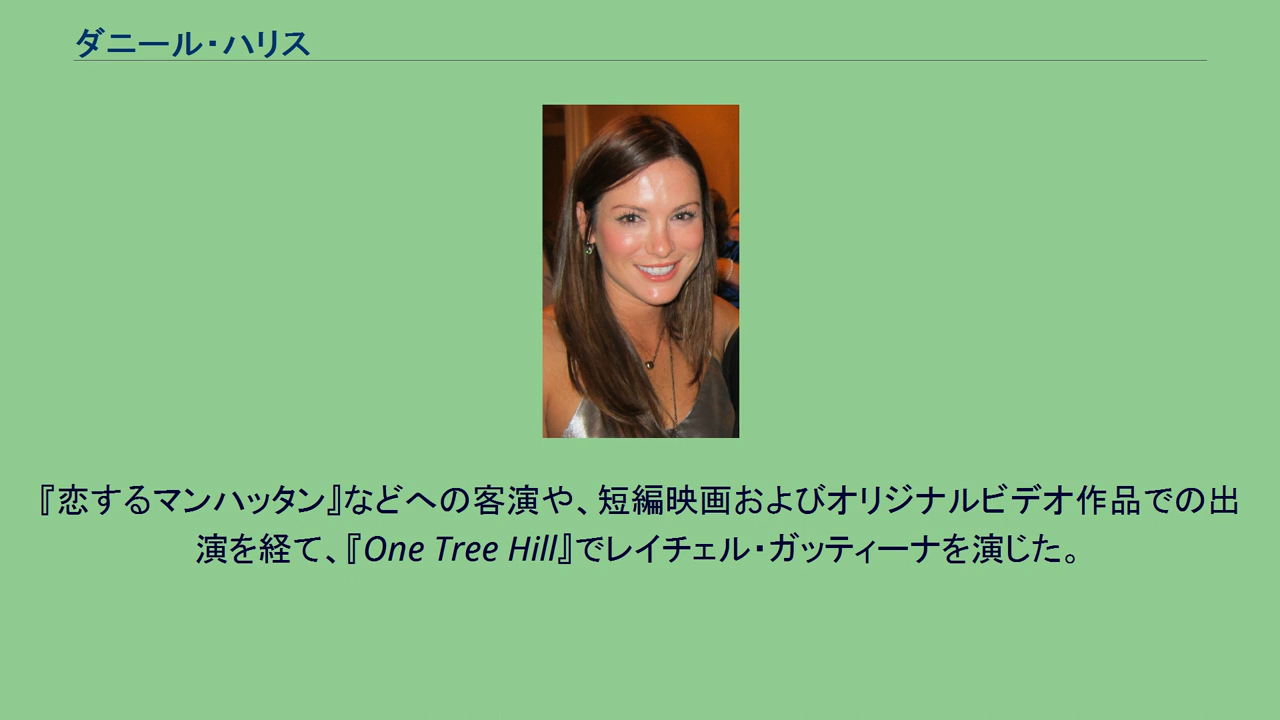 ダニール・ハリス
『恋するマンハッタン』などへの客演や、短編映画およびオリジナルビデオ作品での出
演を経て、『One Tree Hill』でレイチェル・ガッティーナを演じた。